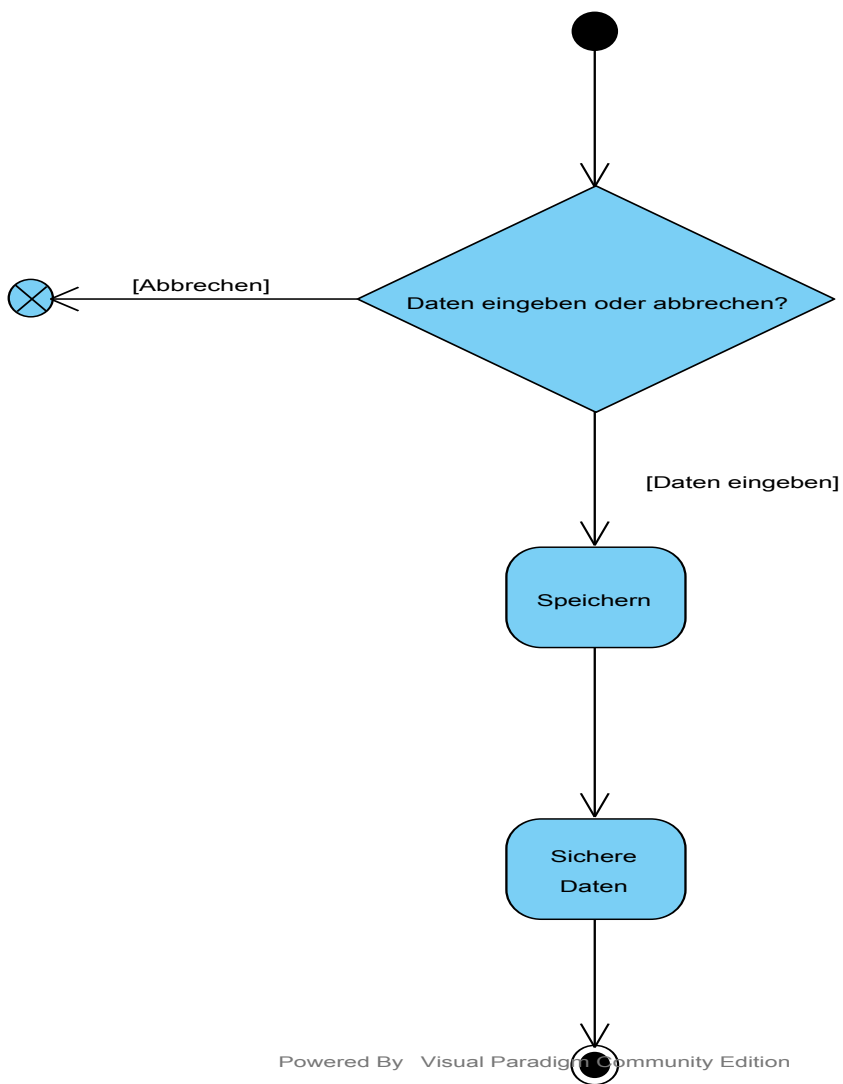 [Abbrechen]
Daten eingeben oder abbrechen?
[Daten eingeben]
Speichern
Sichere
Daten
Powered By Visual Paradigm Community Edition